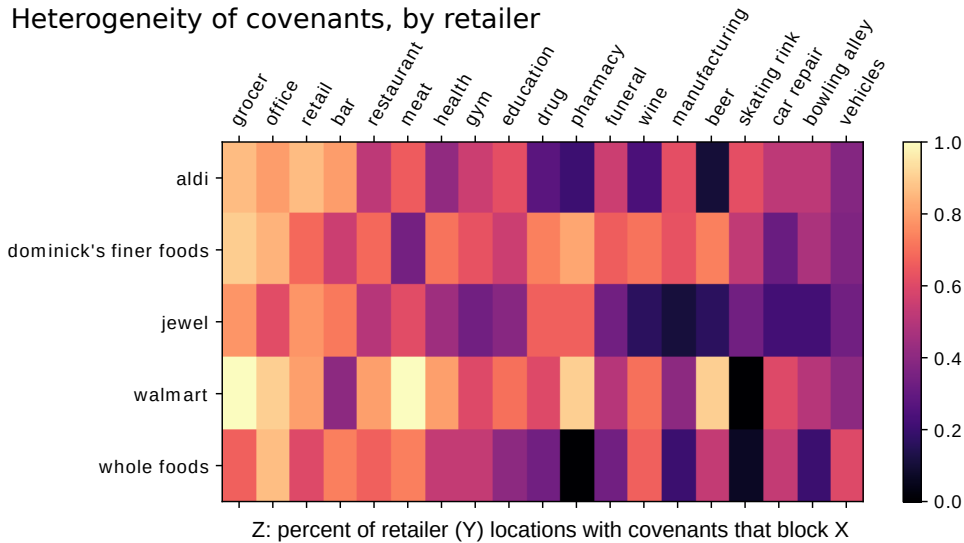 Heterogeneity of covenants, by retailer
grocer
office
retail
bar
restaurant
meat
health
gym
education
drug
pharmacy
funeral
wine
manufacturing
beer
skating rink
car repair
bowling alley
vehicles
aldi
dominick's finer foods
jewel
walmart
whole foods
1.0
0.8
0.6
0.4
0.2
0.0
Z: percent of retailer (Y) locations with covenants that block X